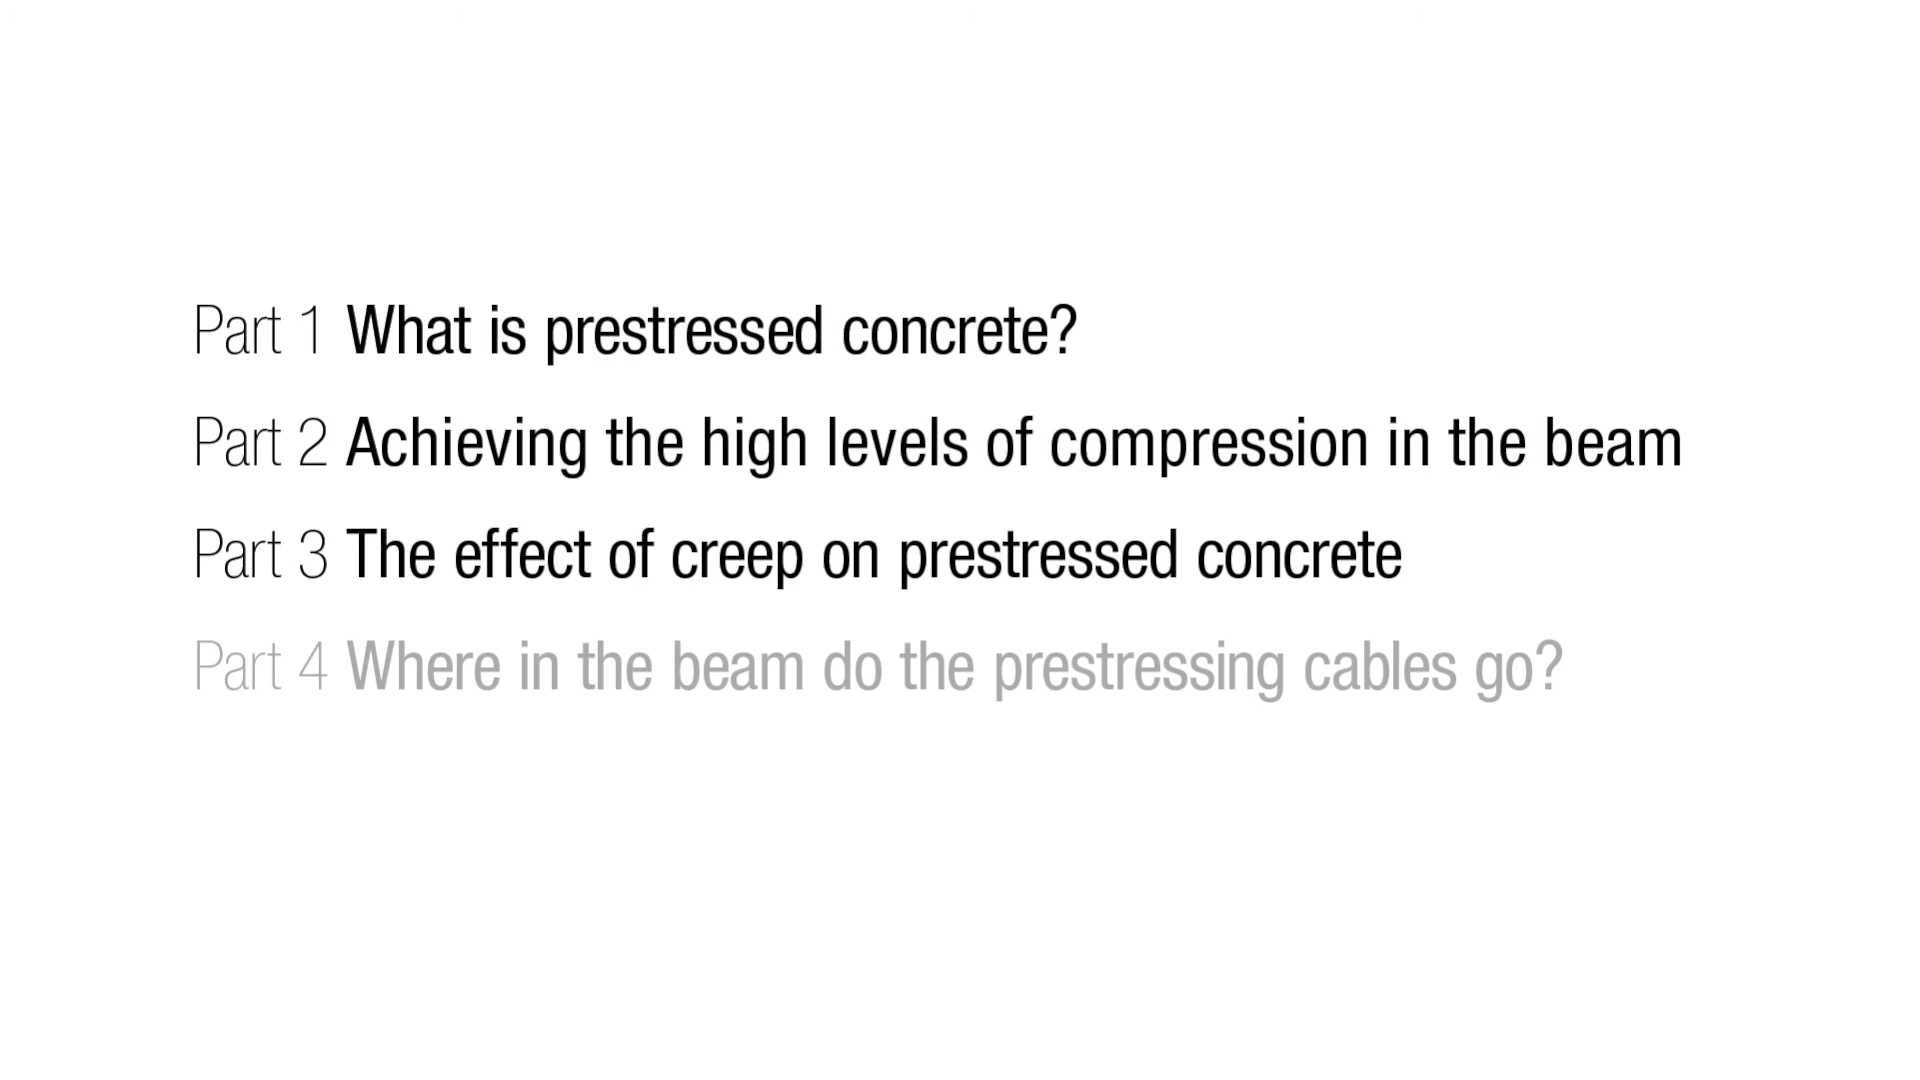 Part 1 What is prestressed concrete?
Part 2 Achieving the high levels of compression in the beam
Part 3 The effect of creep on prestressed concrete
Part 4 Where in the beam do the prestressing cables go?